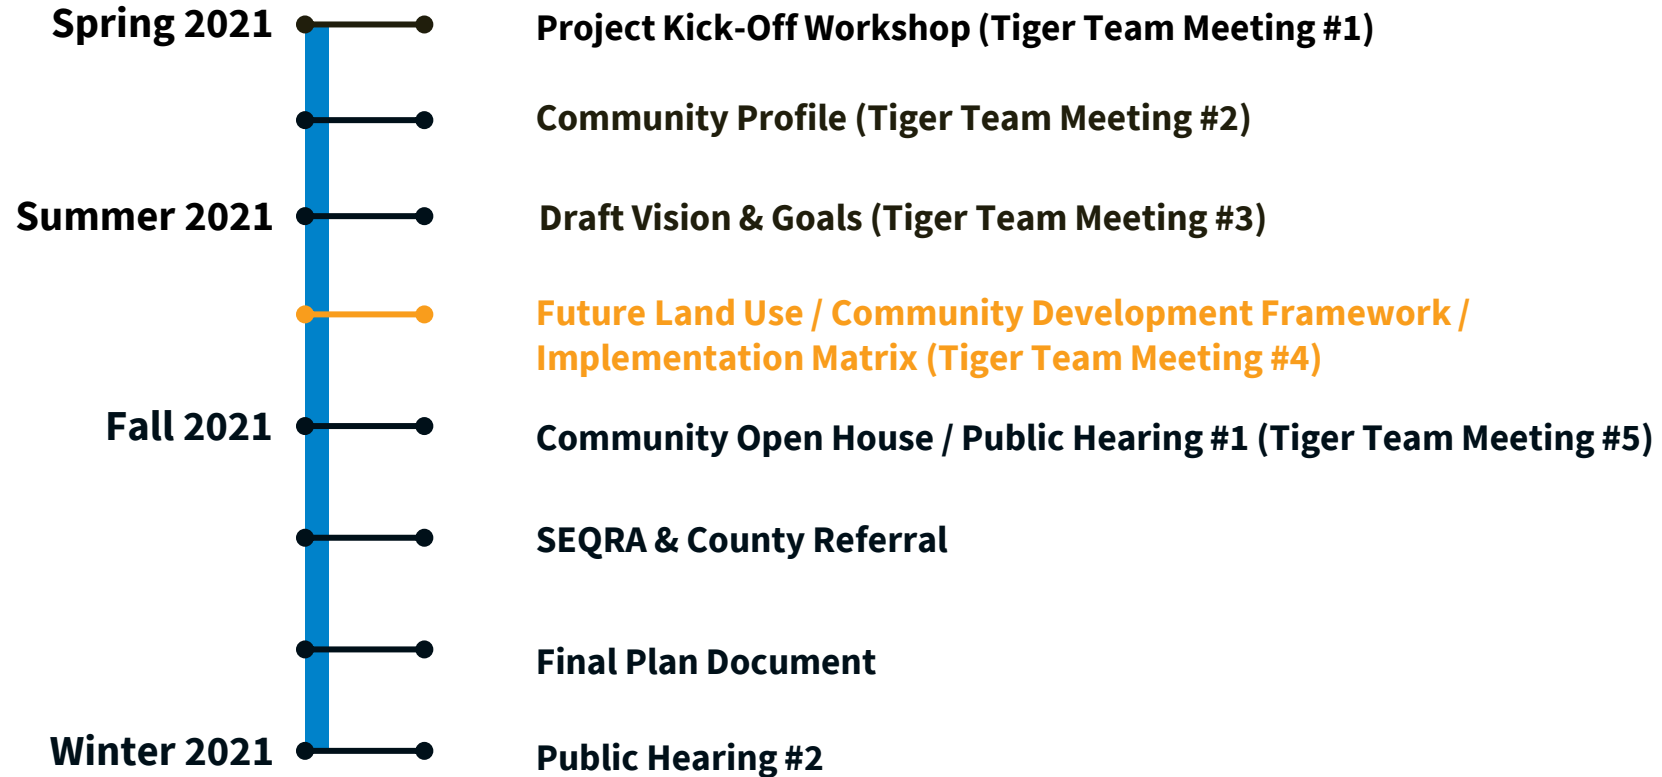 Spring 2021
Project Kick-Off Workshop (Tiger Team Meeting #1)
Community Profile (Tiger Team Meeting #2)
Summer 2021
Draft Vision & Goals (Tiger Team Meeting #3)
Future Land Use / Community Development Framework /
Implementation Matrix (Tiger Team Meeting #4)
Fall 2021
Community Open House / Public Hearing #1 (Tiger Team Meeting #5)
SEQRA & County Referral
Final Plan Document
Winter 2021
Public Hearing #2